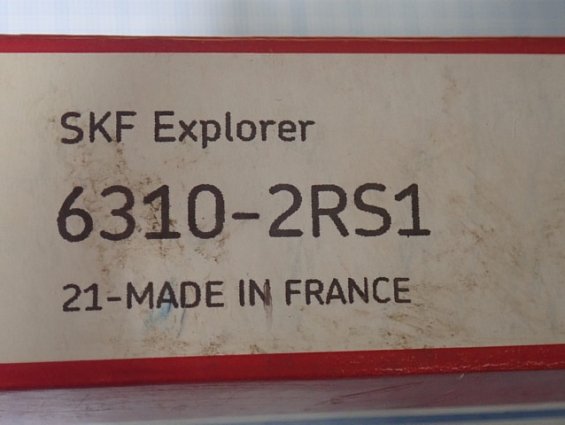 SKF Explorer
6310-2RS1
21-MADE IN FRANCE